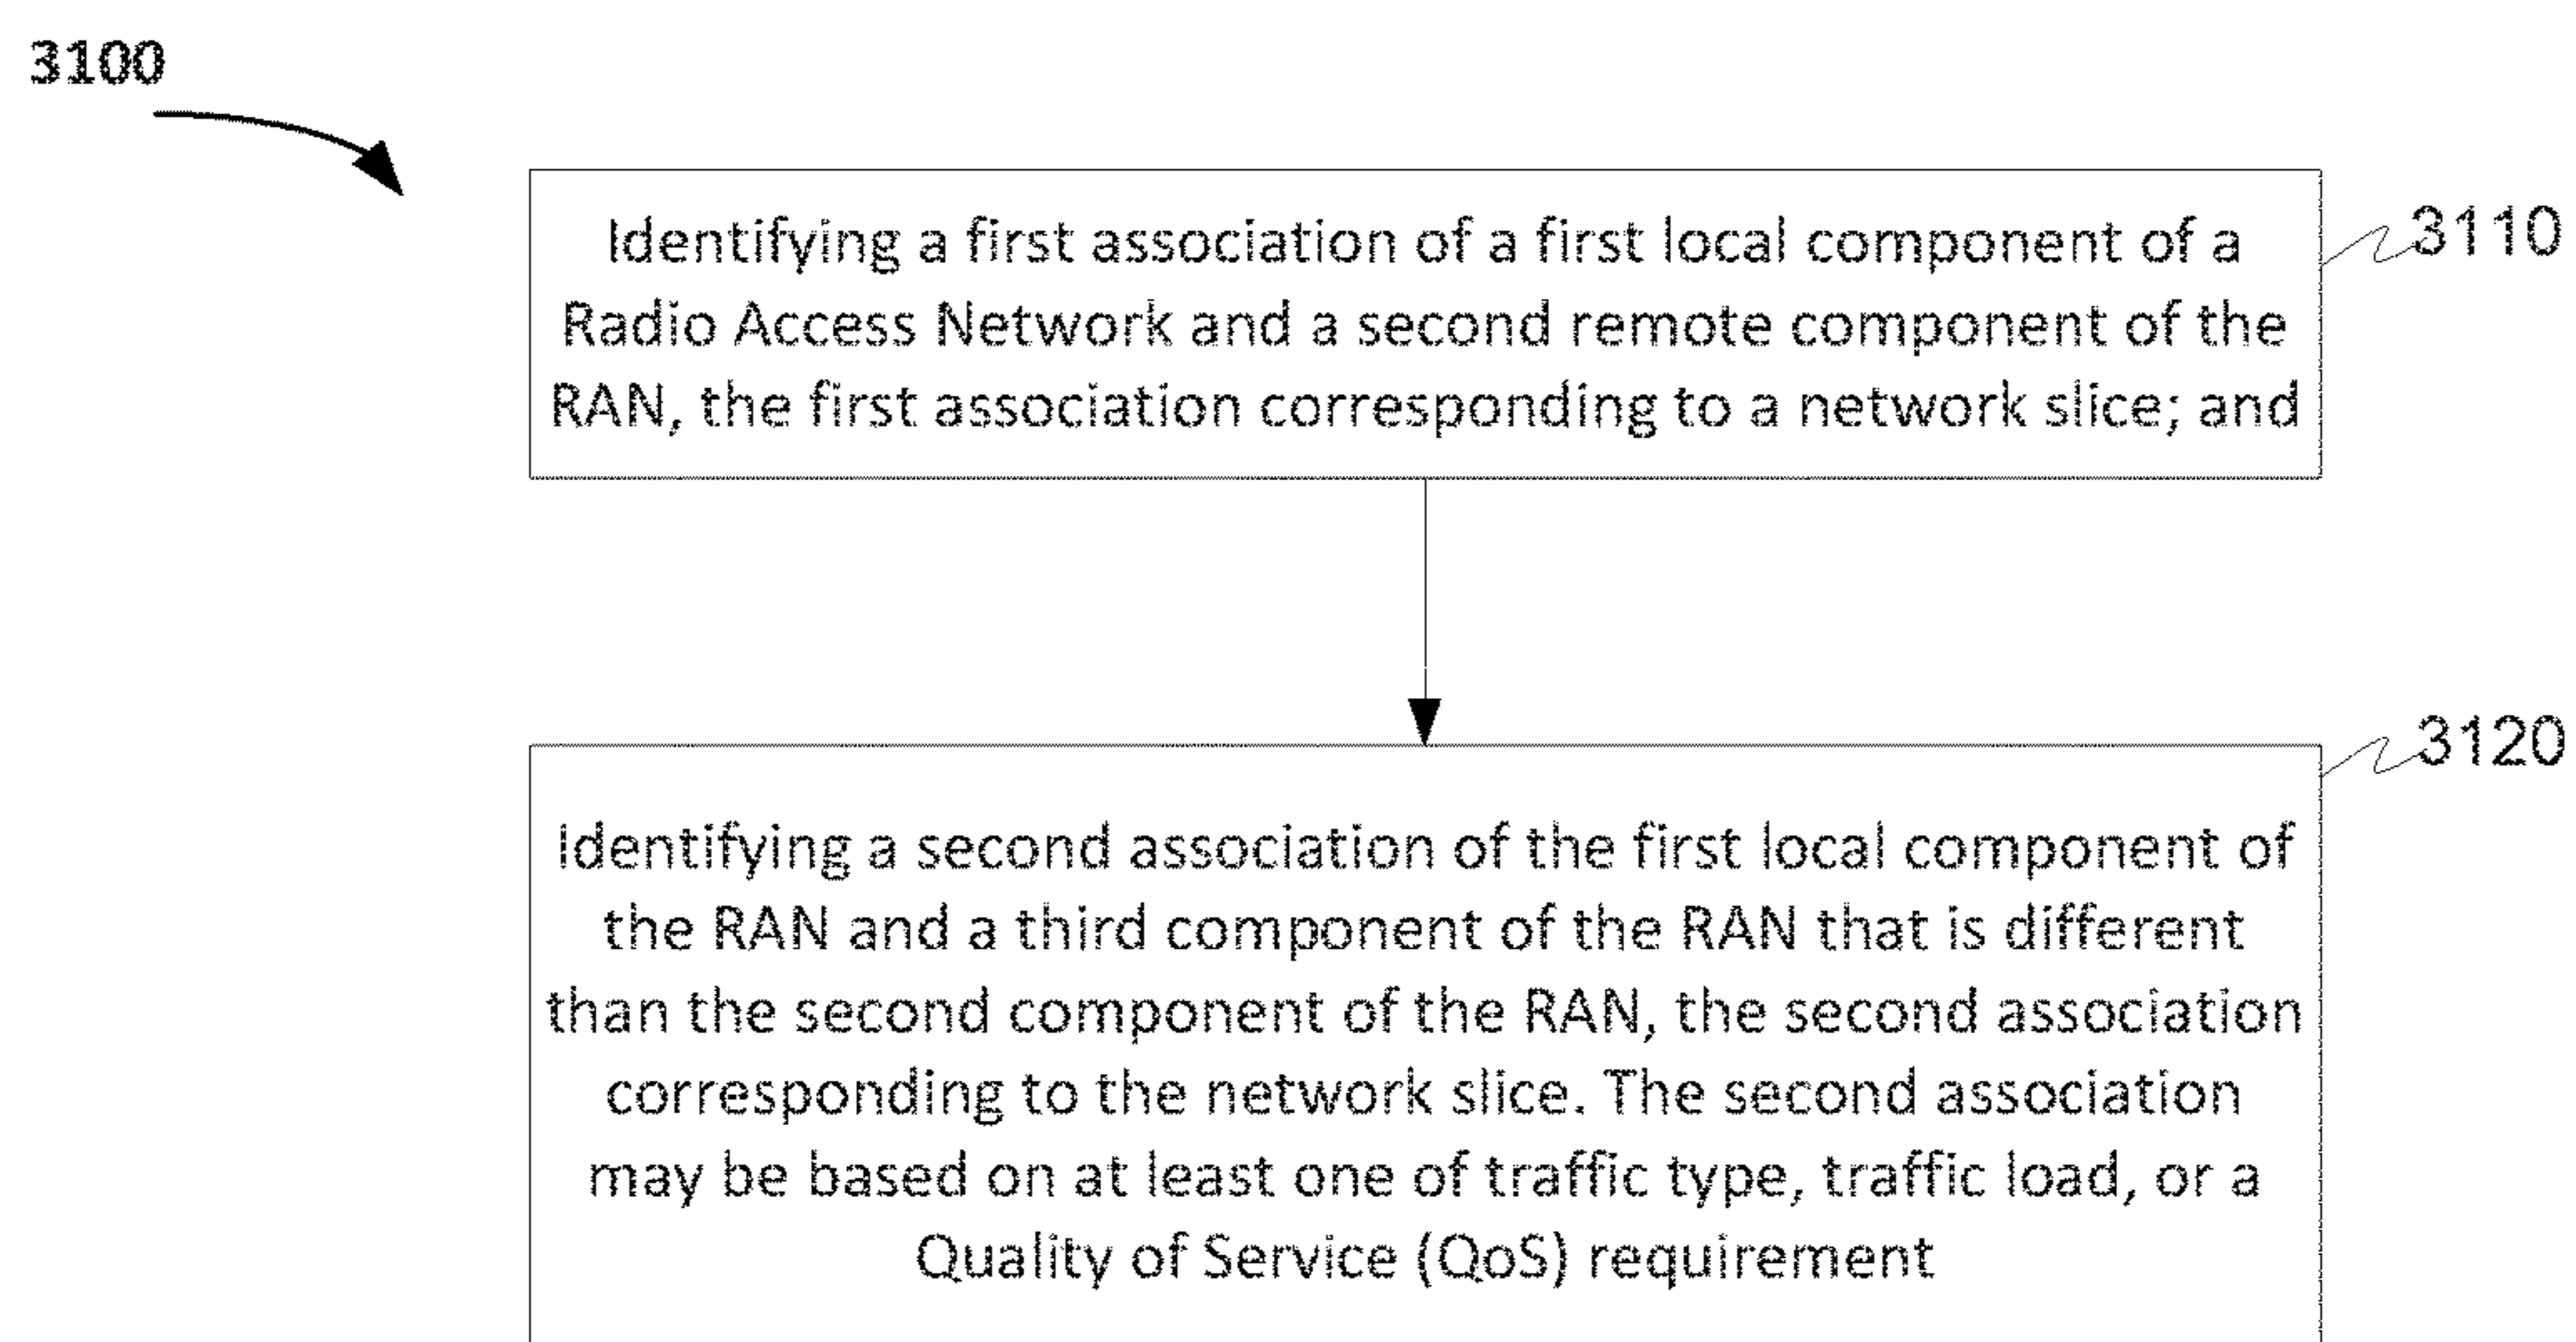 3100
Identifying a first association of a first local component of a
Radio Access Network and a second remote component of the
RAN, the first association corresponding to a network slice; and
3110
3120
Identifying a second association of the first local component of
the RAN and a third component of the RAN that is different
than the second component of the RAN, the second association
corresponding to the network slice. The second association
may be based on at least one of traffic type, traffic load, or a
Quality of Service (QoS) requirement